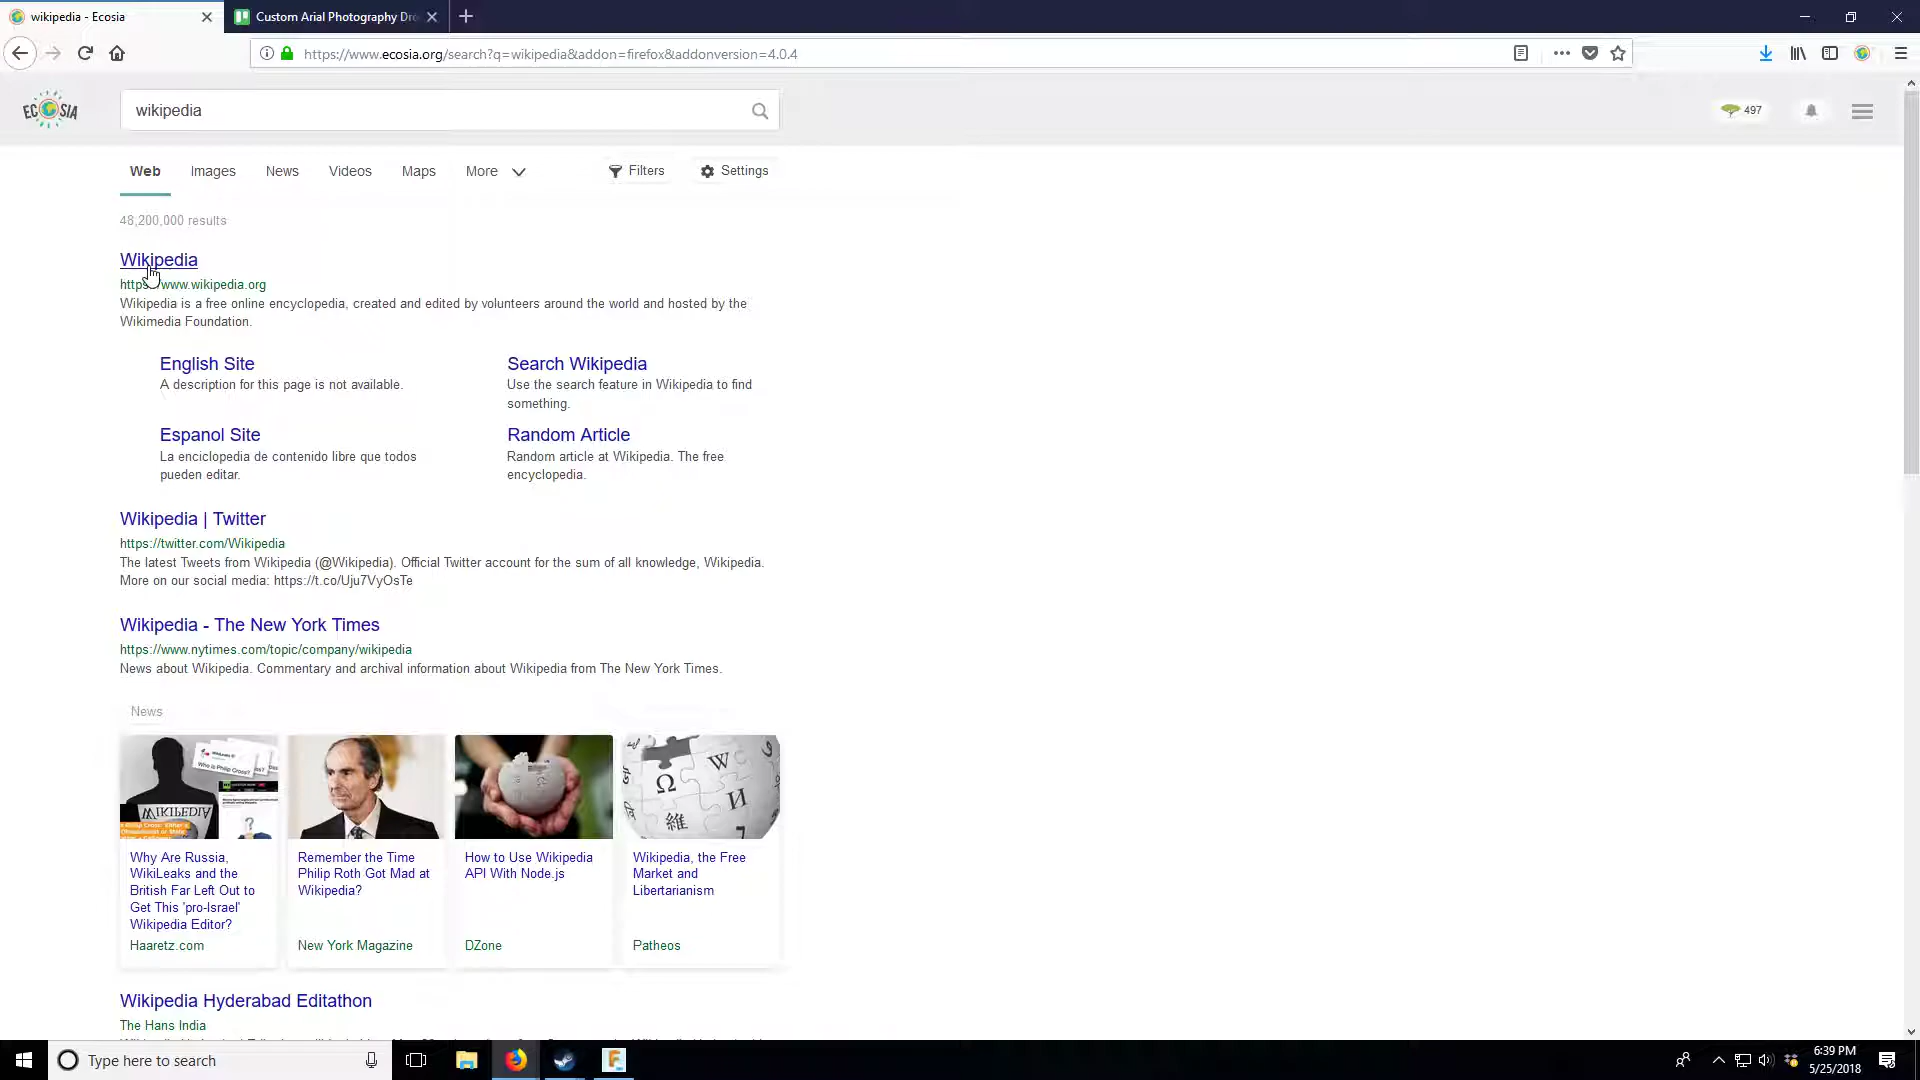 wikipedia - Ecosia
Custom Arial Photography Dro
https://www.ecosia.org/search?q=wikipedia&addon=firefox&addonversion=4.0.4
ECOSIA
wikipedia
497
Web Images News Videos Maps More Filters Settings
48,200,000 results
Wikipedia
https://www.wikipedia.org
Wikipedia is a free online encyclopedia, created and edited by volunteers around the world and hosted by the
Wikimedia Foundation.
English Site
A description for this page is not available.
Search Wikipedia
Use the search feature in Wikipedia to find
something.
Espanol Site
La enciclopedia de contenido libre que todos
pueden editar.
Random Article
Random article at Wikipedia. The free
encyclopedia.
Wikipedia | Twitter
https://twitter.com/Wikipedia
The latest Tweets from Wikipedia (@Wikipedia). Official Twitter account for the sum of all knowledge, Wikipedia.
More on our social media: https://t.co/Uju7VyOsTe
Wikipedia - The New York Times
https://www.nytimes.com/topic/company/wikipedia
News about Wikipedia. Commentary and archival information about Wikipedia from The New York Times.
News
Who is Philip Cross?
WIKIPEDIA
Ω W И 維 7
Why Are Russia,
WikiLeaks and the
British Far Left Out to
Get This 'pro-Israel'
Wikipedia Editor?
Haaretz.com
Remember the Time
Philip Roth Got Mad at
Wikipedia?
New York Magazine
How to Use Wikipedia
API With Node.js
DZone
Wikipedia, the Free
Market and
Libertarianism
Patheos
Wikipedia Hyderabad Editathon
The Hans India
Type here to search
6:39 PM
5/25/2018